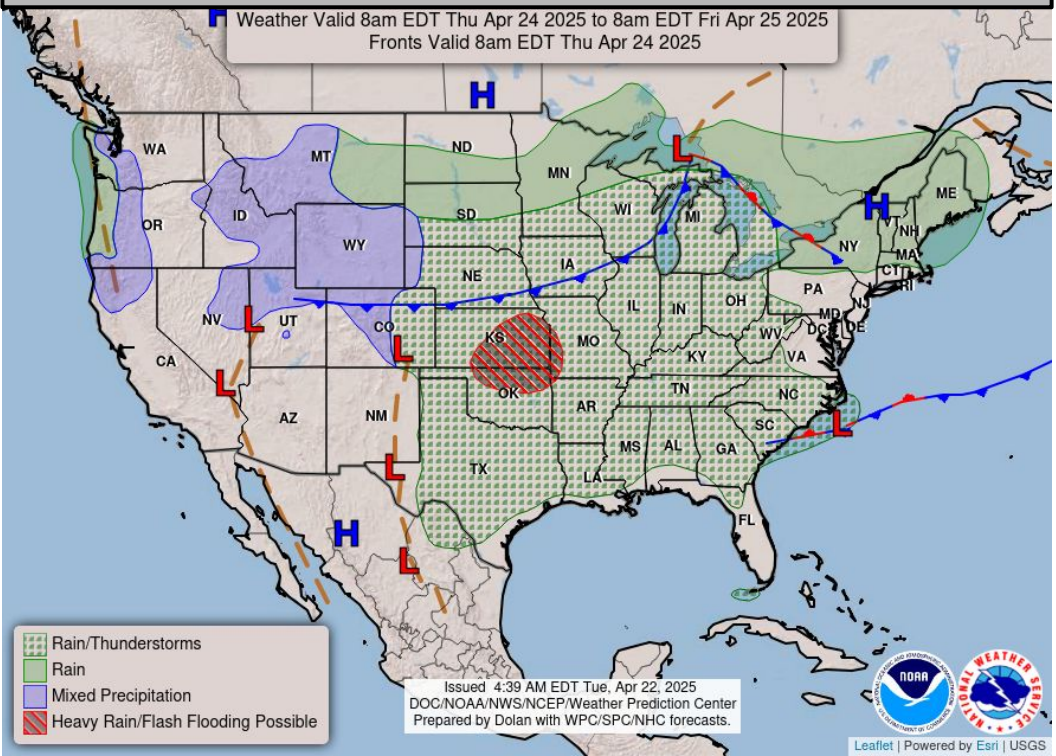 Weather Valid 8am EDT Thu Apr 24 2025 to 8am EDT Fri Apr 25 2025
Fronts Valid 8am EDT Thu Apr 24 2025
H
H
WA
MT
ND
MN
L
ME
OR
ID
WY
SD
WI
MI
H
VT
NH
NY
MA
CT
RI
NE
IA
PA
NJ
NV
L
UT
CO
L
KS
MO
IL
IN
OH
WV
MD
DC
DE
VA
KY
CA
L
AZ
NM
OK
AR
TN
NC
SC
L
L
TX
LA
MS
AL
GA
FL
H
L
Rain/Thunderstorms
Rain
Mixed Precipitation
Heavy Rain/Flash Flooding Possible
Issued 4:39 AM EDT Tue, Apr 22, 2025
DOC/NOAA/NWS/NCEP/Weather Prediction Center
Prepared by Dolan with WPC/SPC/NHC forecasts.
NOAA
NATIONAL WEATHER SERVICE
Leaflet | Powered by Esri | USGS